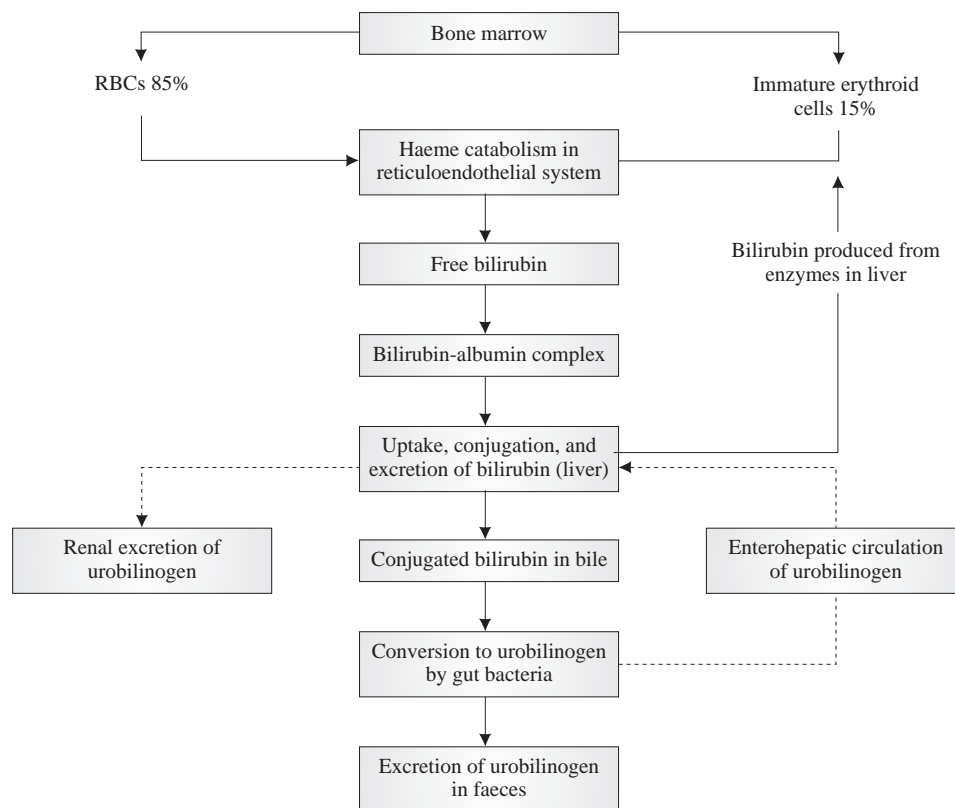 Bone marrow
RBCs 85%
Immature erythroid
cells 15%
Haeme catabolism in
reticuloendothelial system
Free bilirubin
Bilirubin produced from
enzymes in liver
Bilirubin-albumin complex
Uptake, conjugation, and
excretion of bilirubin (liver)
Renal excretion of
urobilinogen
Conjugated bilirubin in bile
Enterohepatic circulation
of urobilinogen
Conversion to urobilinogen
by gut bacteria
Excretion of urobilinogen
in faeces